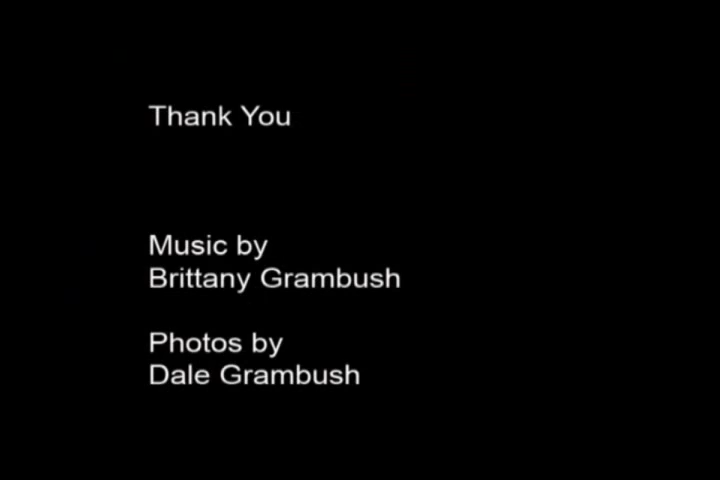 Thank You
Music by
Brittany Grambush
Photos by
Dale Grambush